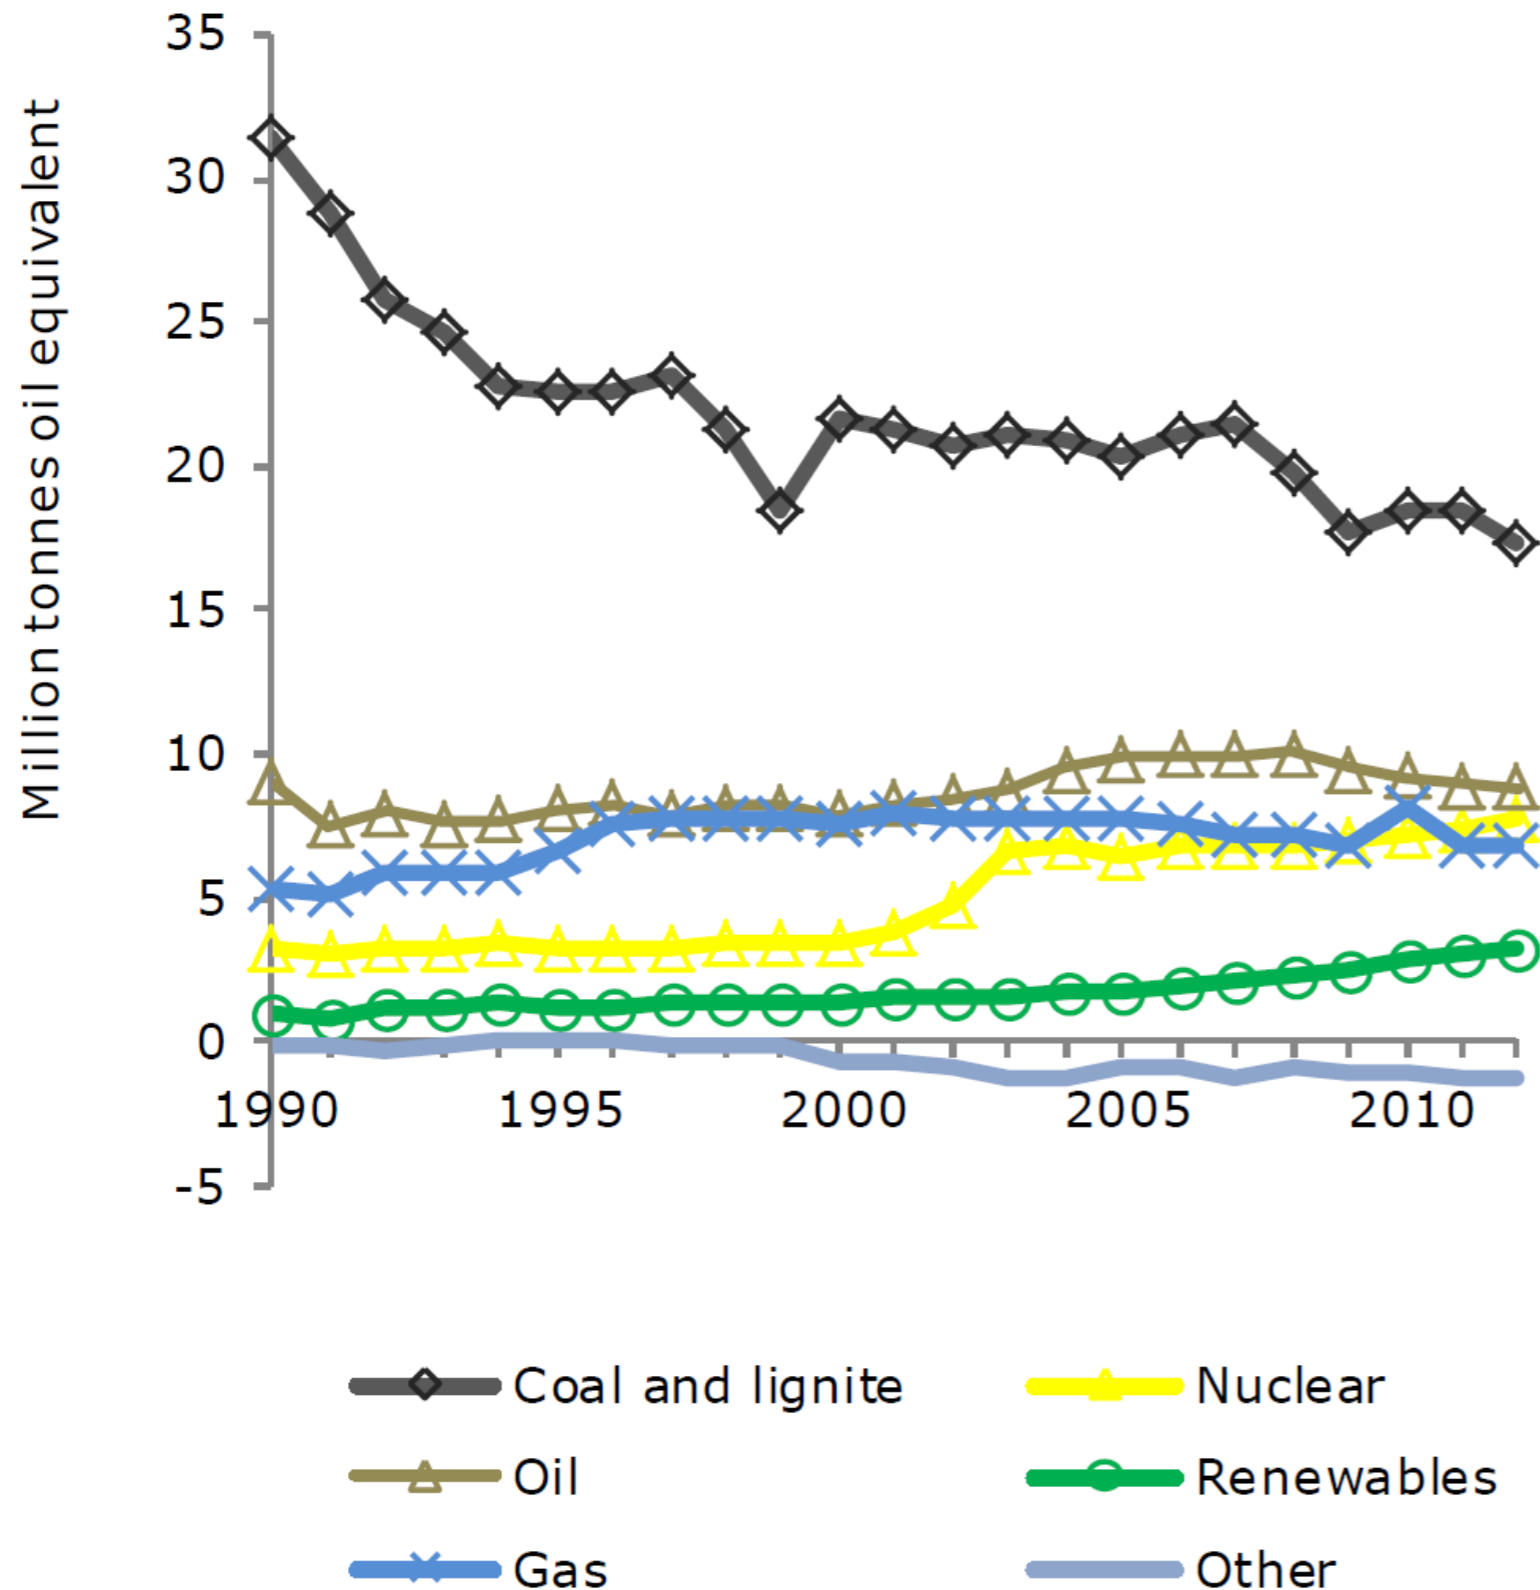 Million tonnes oil equivalent
35
30
25
20
15
10
5
0
-5
1990 1995 2000 2005 2010
Coal and lignite Nuclear
Oil Renewables
Gas Other